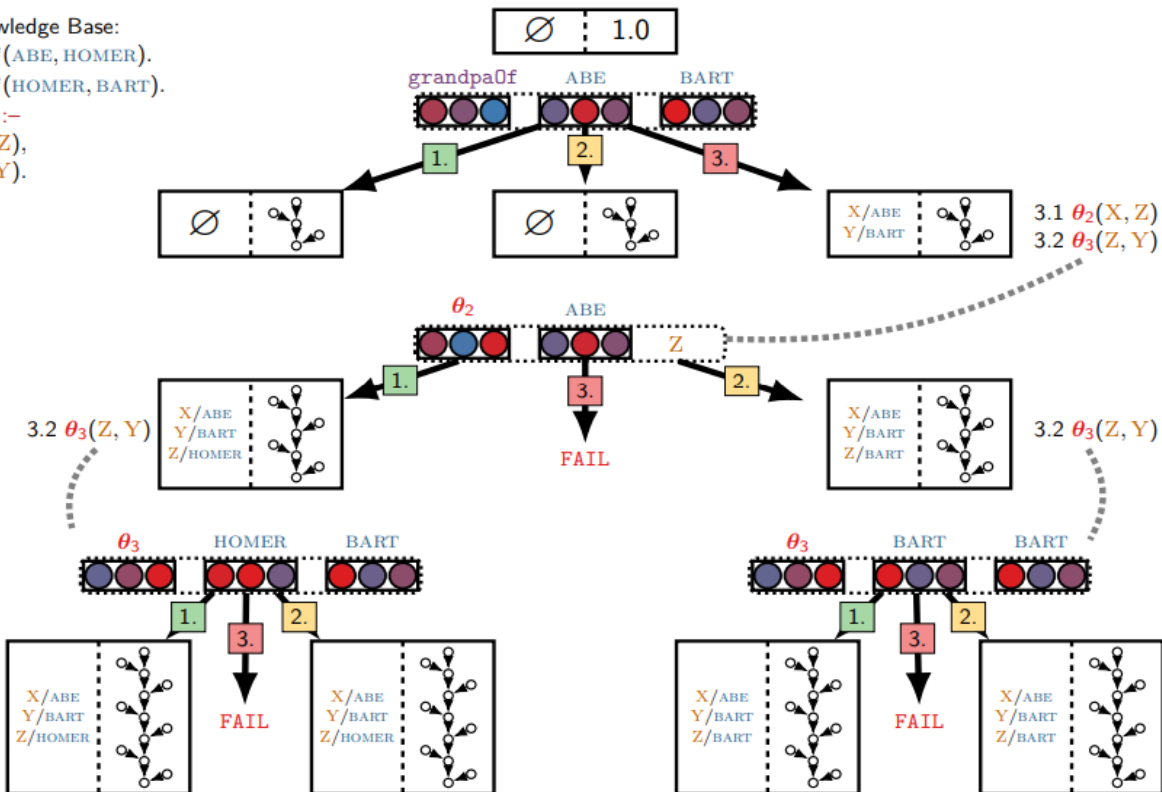 wledge Base:
(ABE, HOMER).
(HOMER, BART).
:–
Z),
Y).
∅ 1.0
grandpaOf ABE BART
1. 2. 3.
∅ ∅ X/ABE
Y/BART
3.1 θ₂(X, Z)
3.2 θ₃(Z, Y)
θ₂ ABE Z
1. 3. 2.
3.2 θ₃(Z, Y)
X/ABE
Y/BART
Z/HOMER
FAIL
X/ABE
Y/BART
Z/BART
3.2 θ₃(Z, Y)
θ₃ HOMER BART
1. 3. 2.
X/ABE
Y/BART
Z/HOMER
FAIL
X/ABE
Y/BART
Z/HOMER
θ₃ BART BART
1. 3. 2.
X/ABE
Y/BART
Z/BART
FAIL
X/ABE
Y/BART
Z/BART